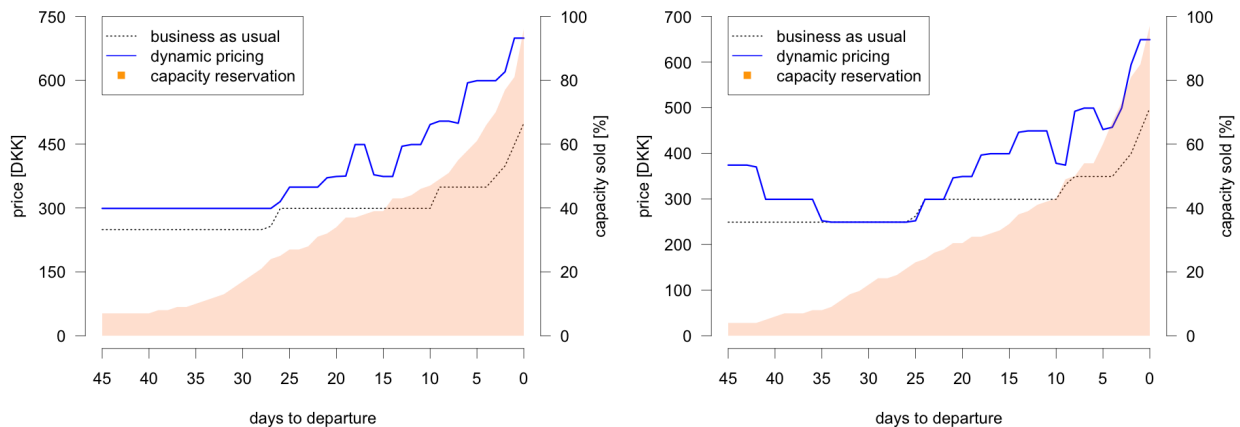 750
600
450
300
150
0
price [DKK]
business as usual
dynamic pricing
capacity reservation
100
80
60
40
20
0
capacity sold [%]
45 40 35 30 25 20 15 10 5 0
days to departure
700
600
500
400
300
200
100
0
price [DKK]
business as usual
dynamic pricing
capacity reservation
100
80
60
40
20
0
capacity sold [%]
45 40 35 30 25 20 15 10 5 0
days to departure